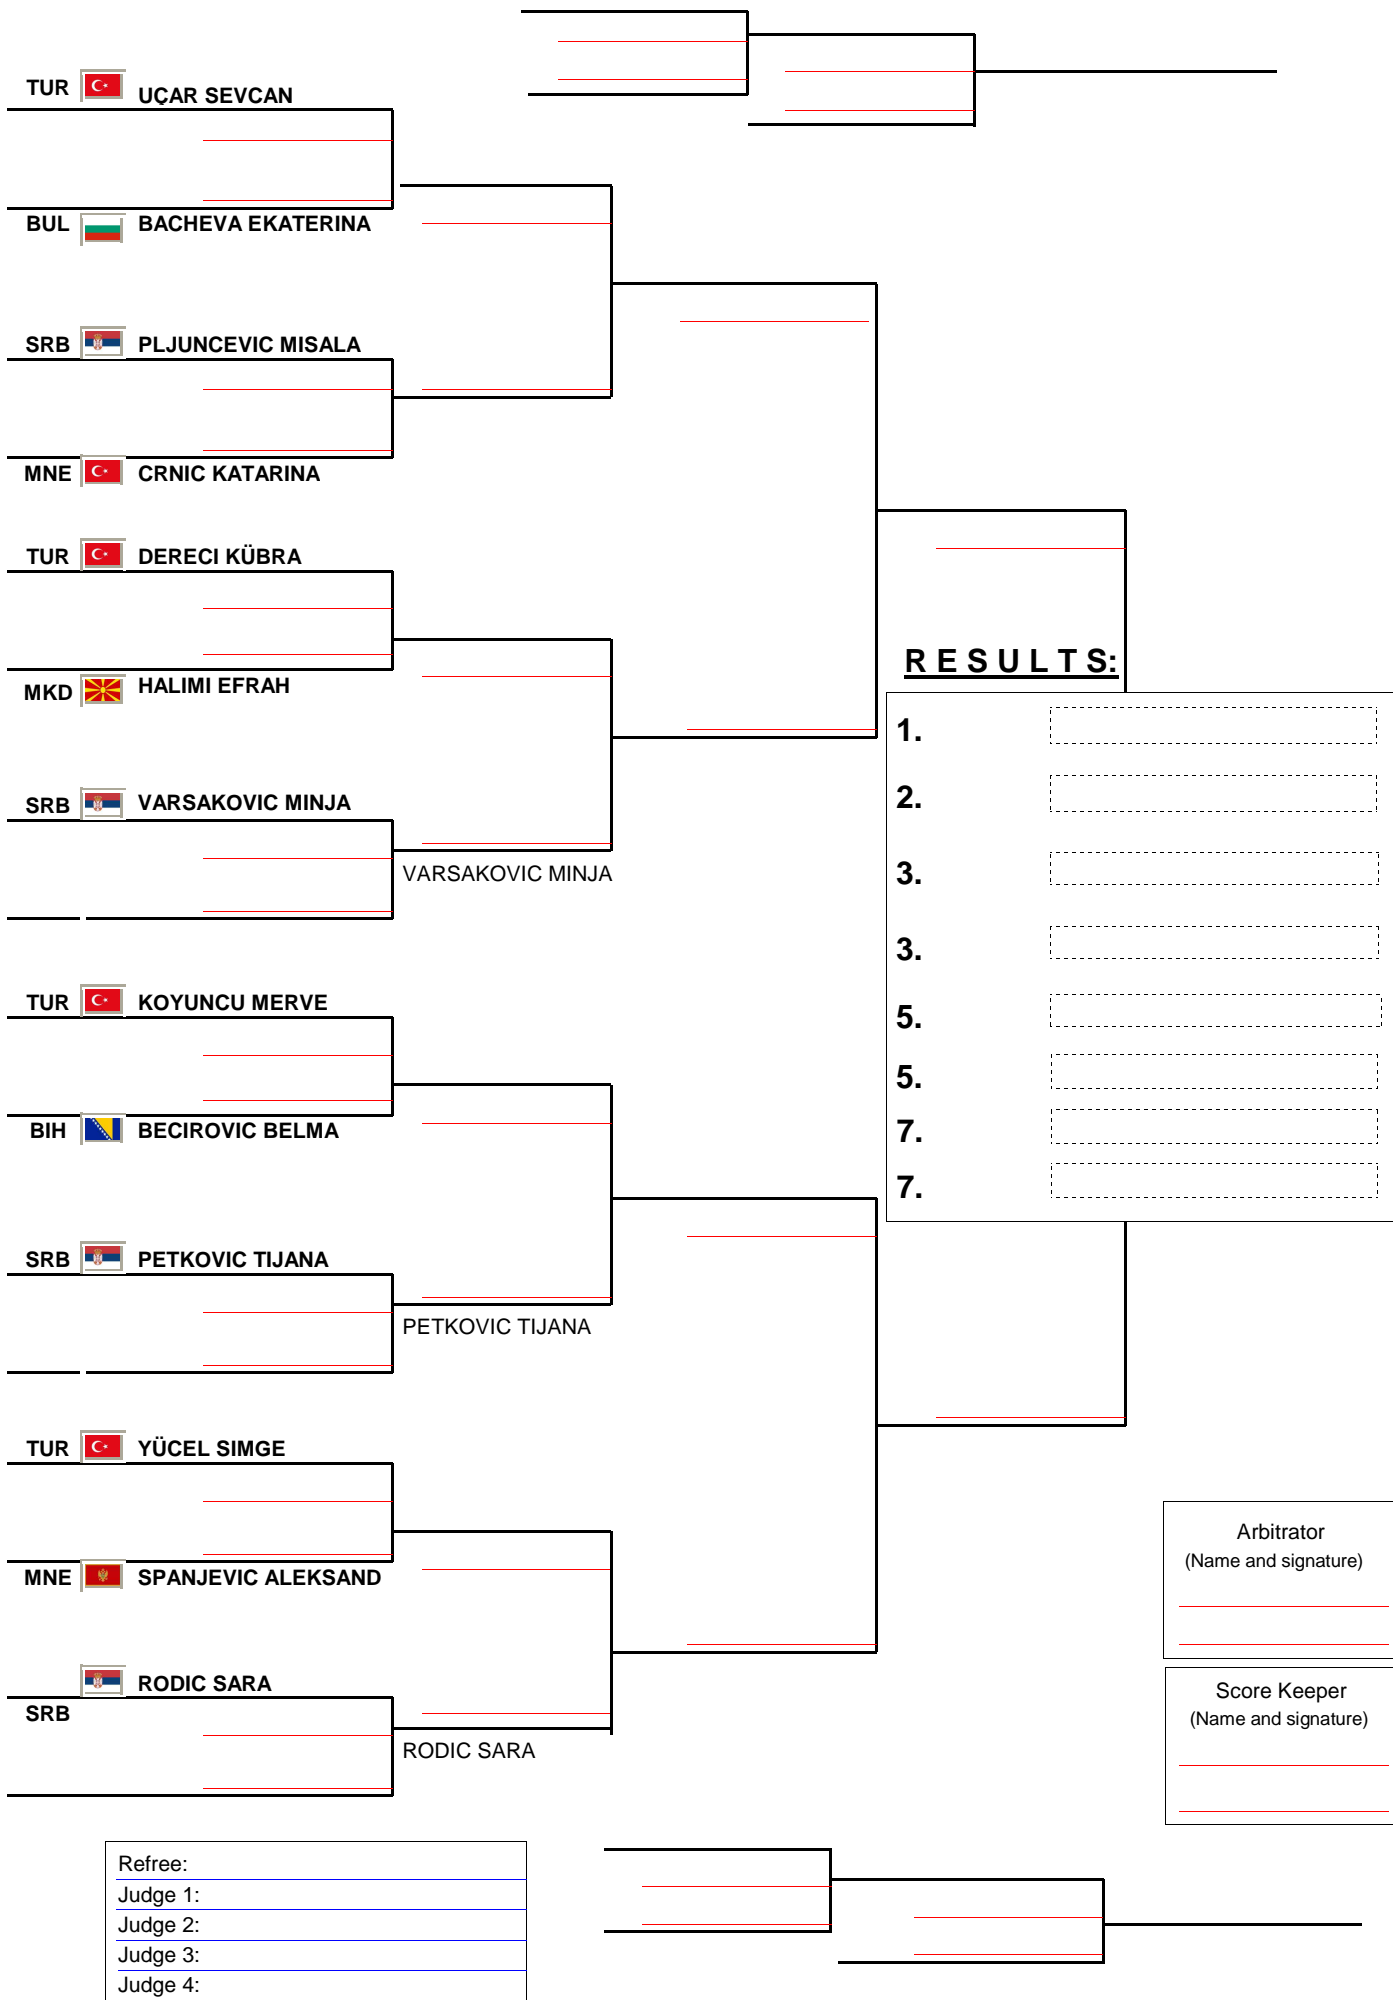 TUR UÇAR SEVCAN
BUL BACHEVA EKATERINA
SRB PLJUNCEVIC MISALA
MNE CRNIC KATARINA
TUR DERECI KÜBRA
R E S U L T S:
MKD HALIMI EFRAH
1.
2.
SRB VARSAKOVIC MINJA
VARSAKOVIC MINJA
3.
3.
TUR KOYUNCU MERVE
5.
5.
BIH BECIROVIC BELMA
7.
7.
SRB PETKOVIC TIJANA
PETKOVIC TIJANA
TUR YÜCEL SIMGE
MNE SPANJEVIC ALEKSAND
Arbitrator
(Name and signature)
RODIC SARA
SRB
RODIC SARA
Score Keeper
(Name and signature)
Refree:
Judge 1:
Judge 2:
Judge 3:
Judge 4: